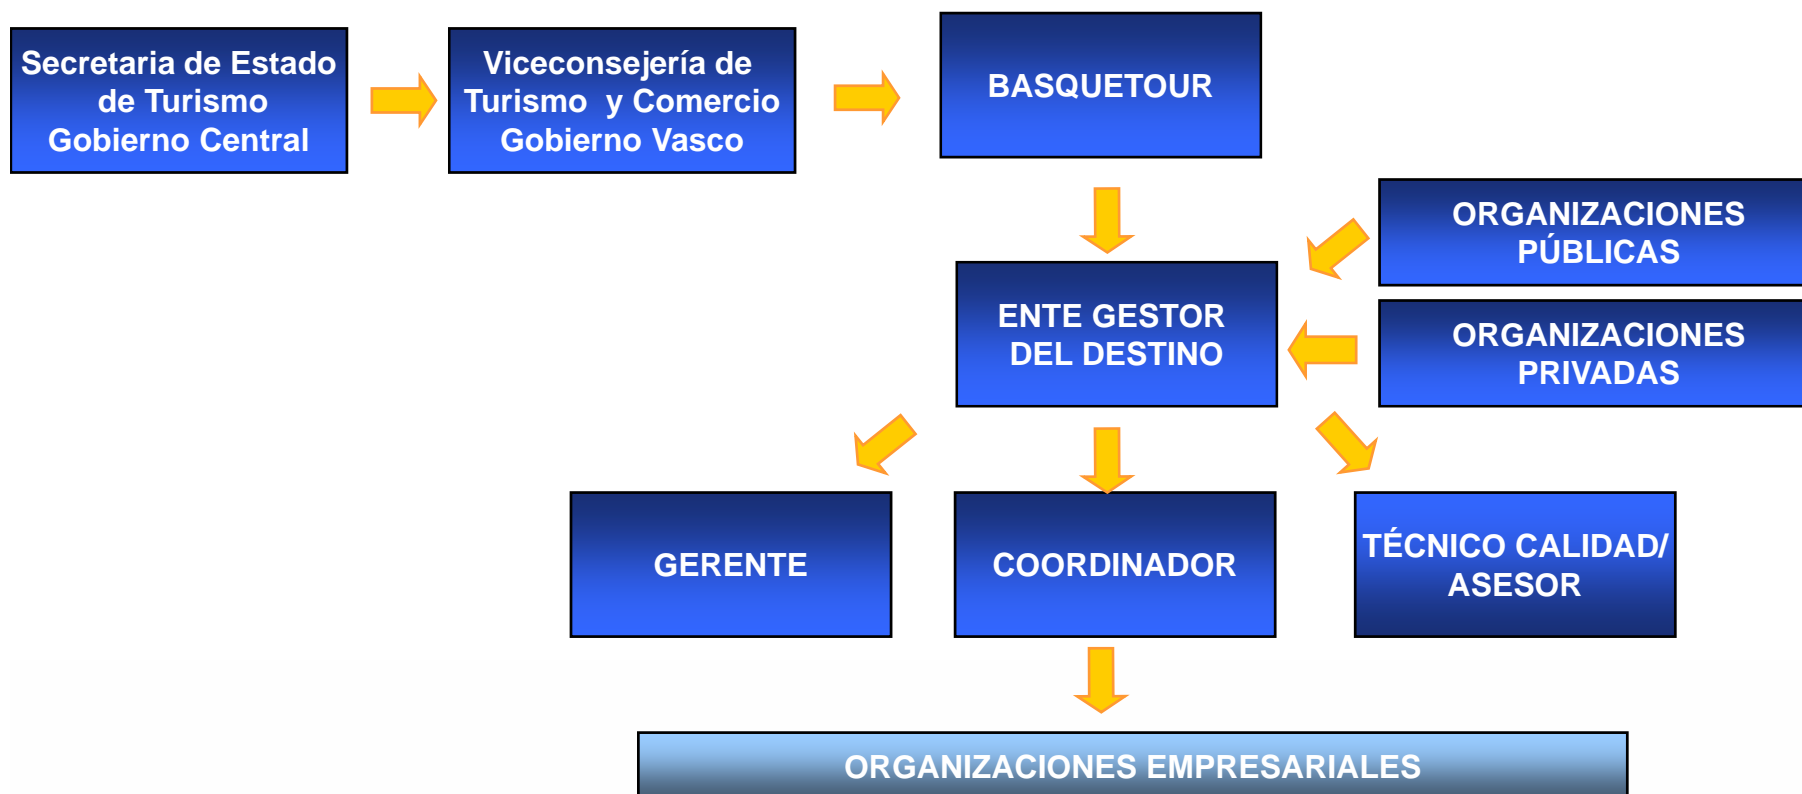 Secretaria de Estado
de Turismo
Gobierno Central
Viceconsejería de
Turismo y Comercio
Gobierno Vasco
BASQUETOUR
ORGANIZACIONES
PÚBLICAS
ENTE GESTOR
DEL DESTINO
ORGANIZACIONES
PRIVADAS
GERENTE
COORDINADOR
TÉCNICO CALIDAD/
ASESOR
ORGANIZACIONES EMPRESARIALES